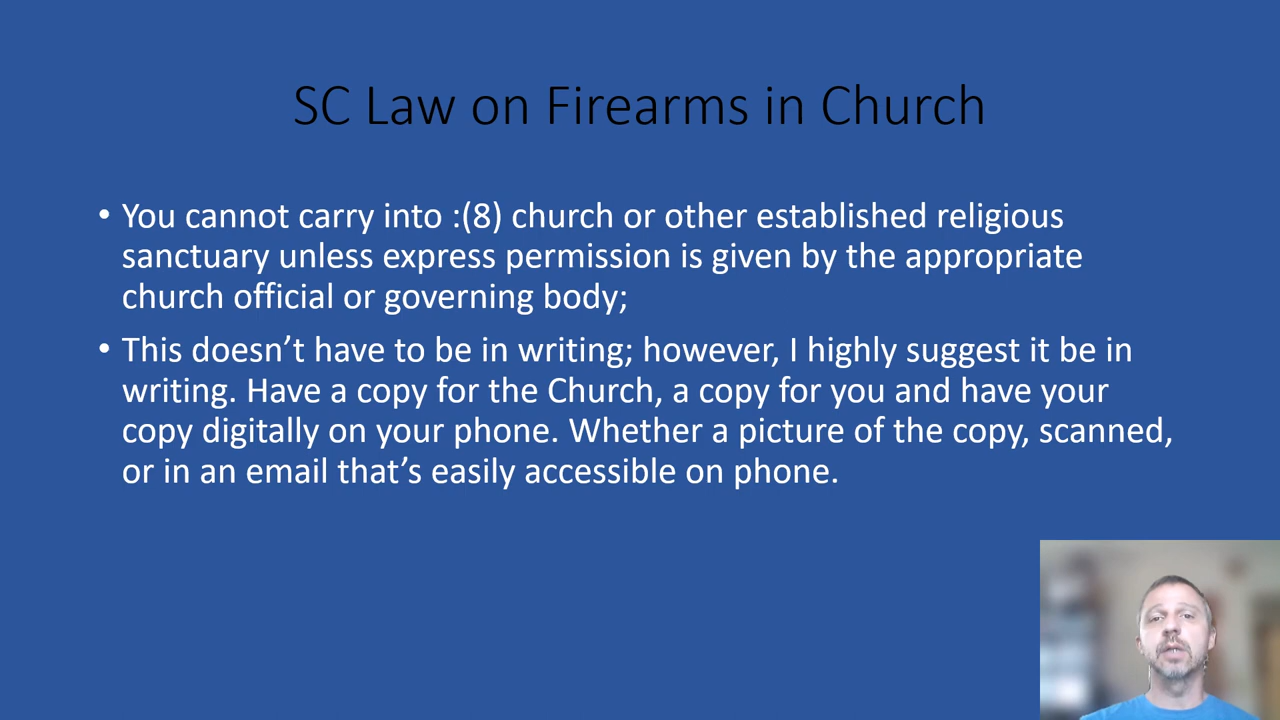 SC Law on Firearms in Church
• You cannot carry into :(8) church or other established religious
sanctuary unless express permission is given by the appropriate
church official or governing body;
• This doesn’t have to be in writing; however, I highly suggest it be in
writing. Have a copy for the Church, a copy for you and have your
copy digitally on your phone. Whether a picture of the copy, scanned,
or in an email that’s easily accessible on phone.